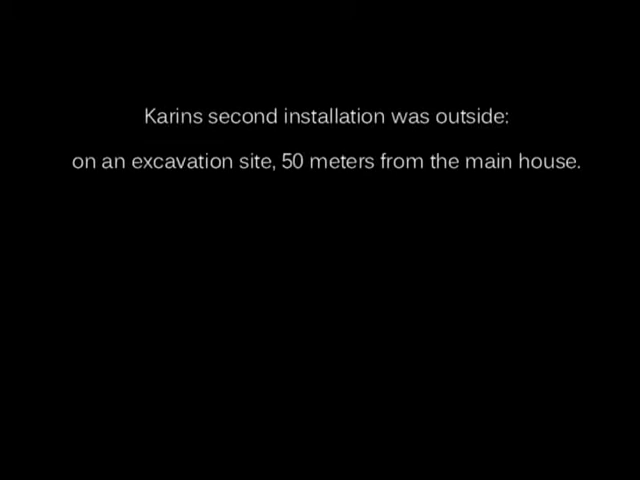 Karins second installation was outside:
on an excavation site, 50 meters from the main house.